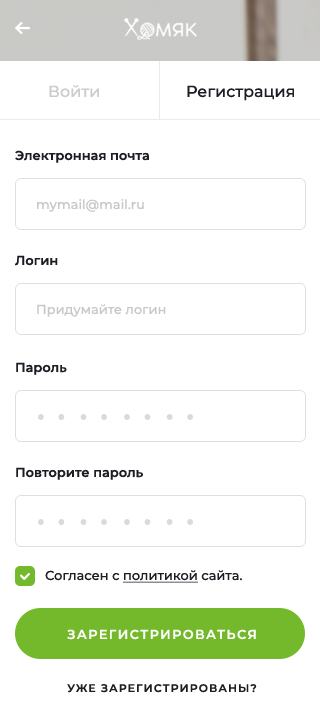 Хомяк
Войти
Регистрация
Электронная почта
mymail@mail.ru
Логин
Придумайте логин
Пароль
Повторите пароль
Согласен с политикой сайта.
ЗАРЕГИСТРИРОВАТЬСЯ
УЖЕ ЗАРЕГИСТРИРОВАНЫ?